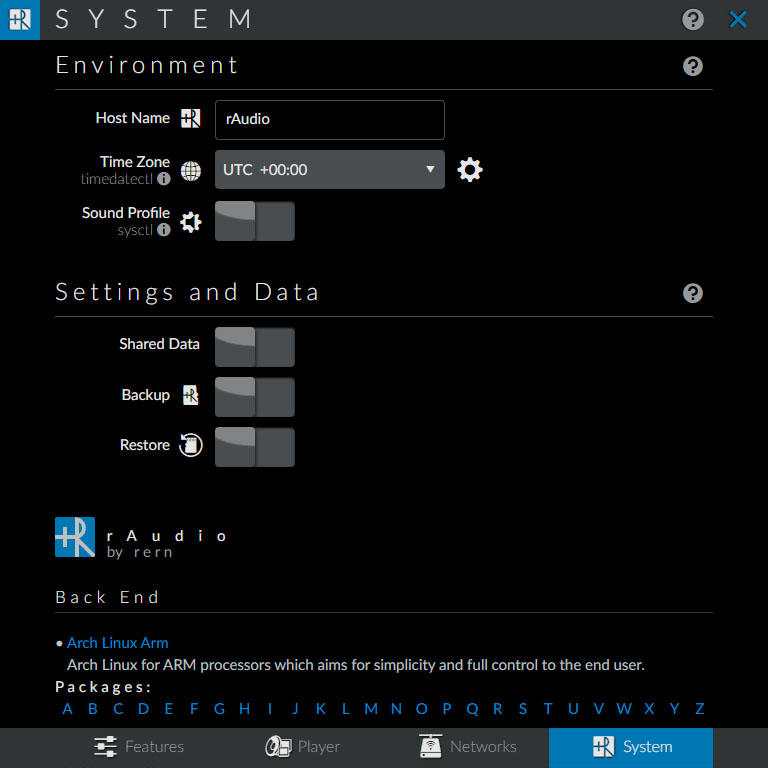 SYSTEM
Environment
Host Name rAudio
Time Zone UTC +00:00
timedatectl
Sound Profile
sysctl
Settings and Data
Shared Data
Backup
Restore
rAudio
by rern
Back End
• Arch Linux Arm
Arch Linux for ARM processors which aims for simplicity and full control to the end user.
Packages:
A B C D E F G H I J K L M N O P Q R S T U V W X Y Z
Features Player Networks System